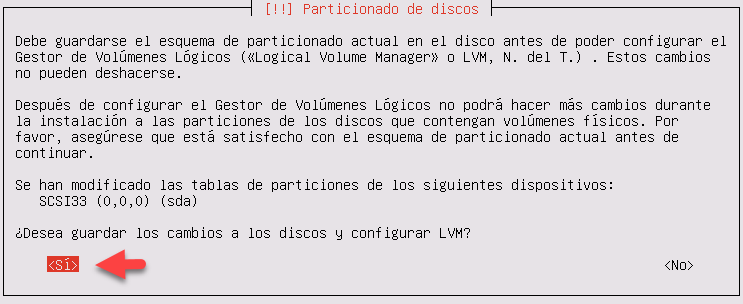 [!!] Particionado de discos
Debe guardarse el esquema de particionado actual en el disco antes de poder configurar el
Gestor de Volúmenes Lógicos («Logical Volume Manager» o LVM, N. del T.) . Estos cambios
no pueden deshacerse.
Después de configurar el Gestor de Volúmenes Lógicos no podrá hacer más cambios durante
la instalación a las particiones de los discos que contengan volúmenes físicos. Por
favor, asegúrese que está satisfecho con el esquema de particionado actual antes de
continuar.
Se han modificado las tablas de particiones de los siguientes dispositivos:
SCSI33 (0,0,0) (sda)
¿Desea guardar los cambios a los discos y configurar LVM?
<Sí> <No>